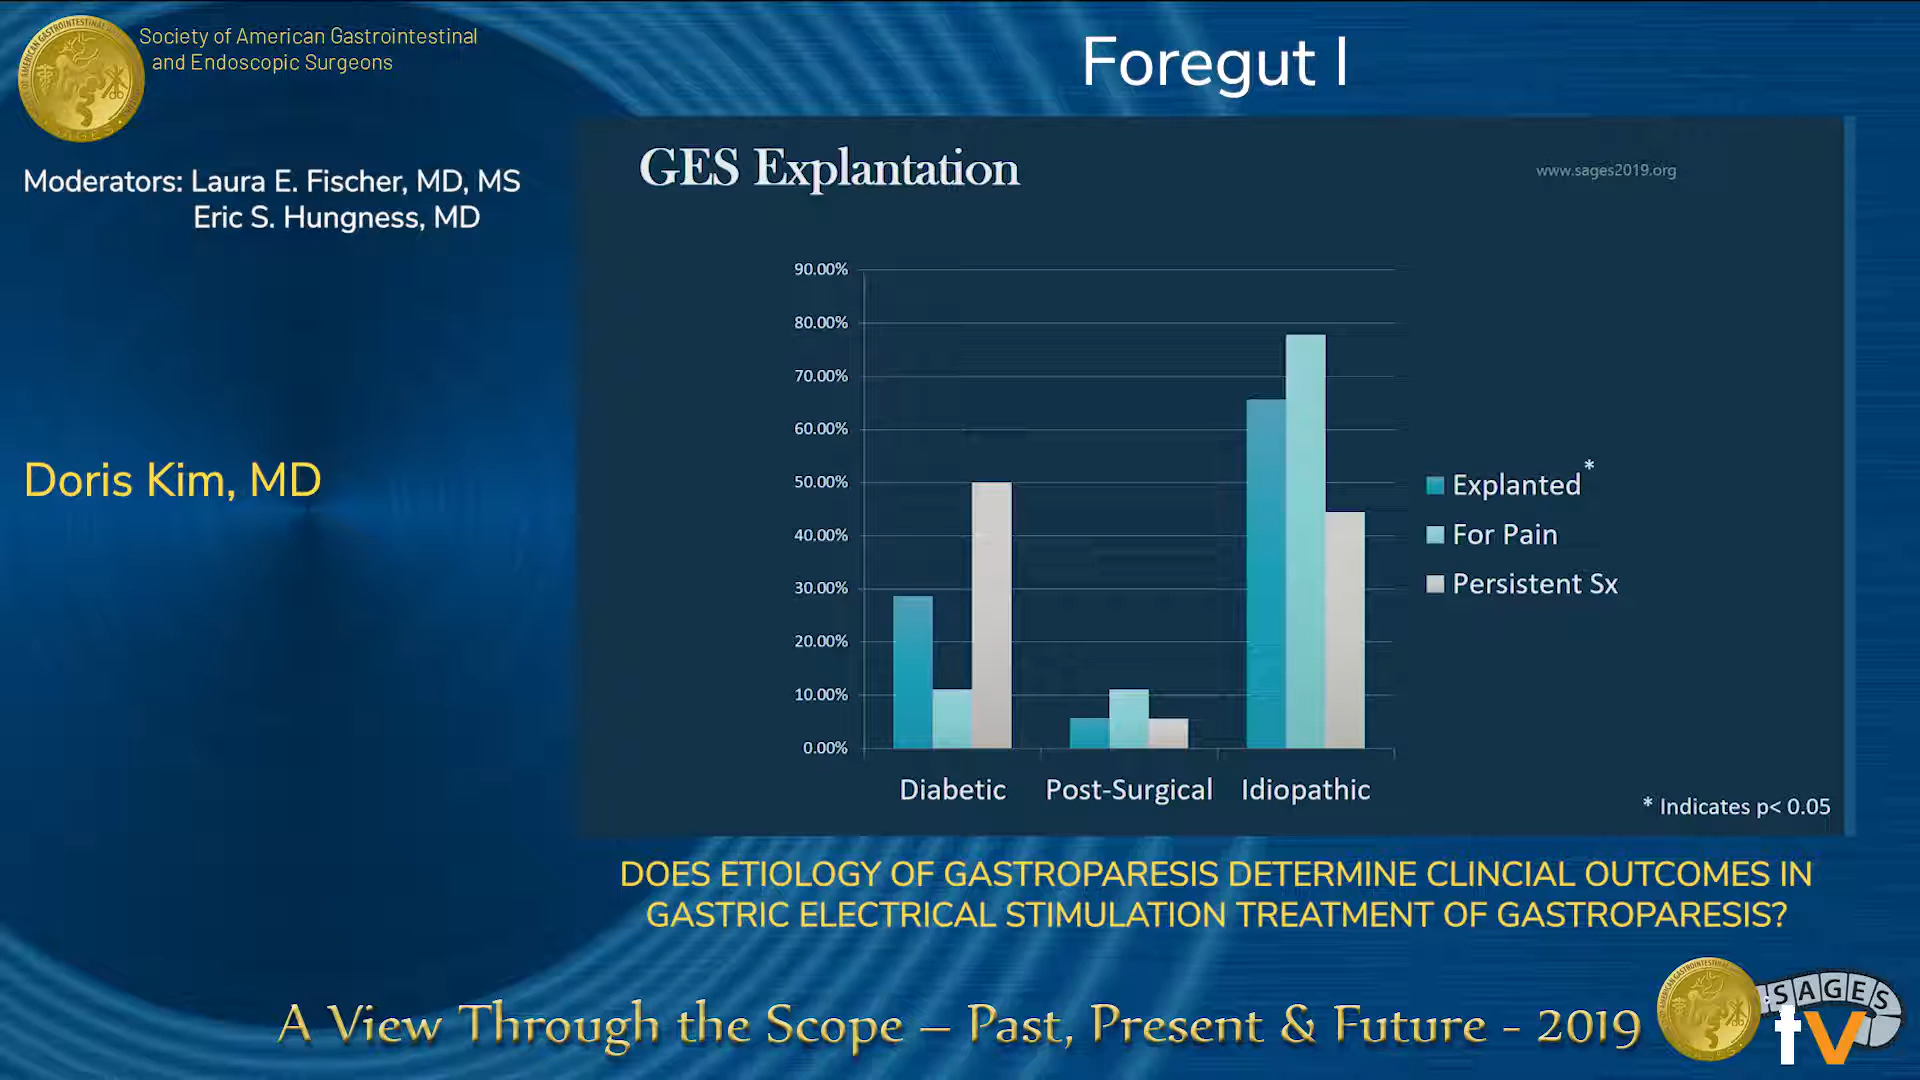 Society of American Gastrointestinal
and Endoscopic Surgeons
Foregut I
Moderators: Laura E. Fischer, MD, MS
Eric S. Hungness, MD
Doris Kim, MD
GES Explantation
www.sages2019.org
90.00%
80.00%
70.00%
60.00%
50.00%
40.00%
30.00%
20.00%
10.00%
0.00%
Diabetic Post-Surgical Idiopathic
Explanted*
For Pain
Persistent Sx
* Indicates p< 0.05
DOES ETIOLOGY OF GASTROPARESIS DETERMINE CLINCIAL OUTCOMES IN
GASTRIC ELECTRICAL STIMULATION TREATMENT OF GASTROPARESIS?
A View Through the Scope – Past, Present & Future - 2019
SAGES
tv